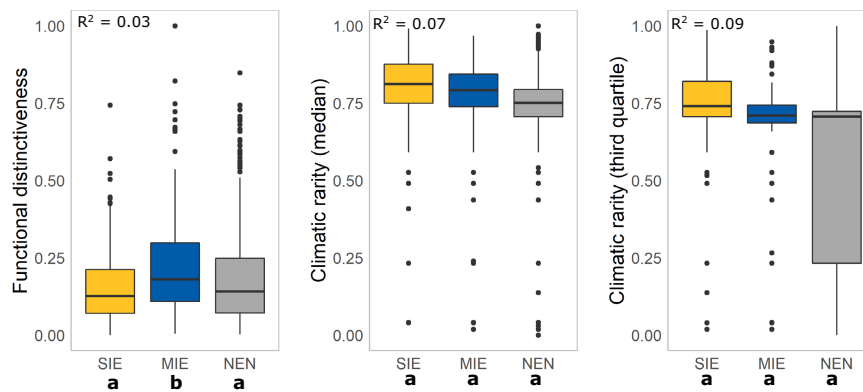 R² = 0.03
Functional distinctiveness
1.00
0.75
0.50
0.25
0.00
SIE MIE NEN
a b a
R² = 0.07
Climatic rarity (median)
1.00
0.75
0.50
0.25
0.00
SIE MIE NEN
a a a
R² = 0.09
Climatic rarity (third quartile)
1.00
0.75
0.50
0.25
0.00
SIE MIE NEN
a a a